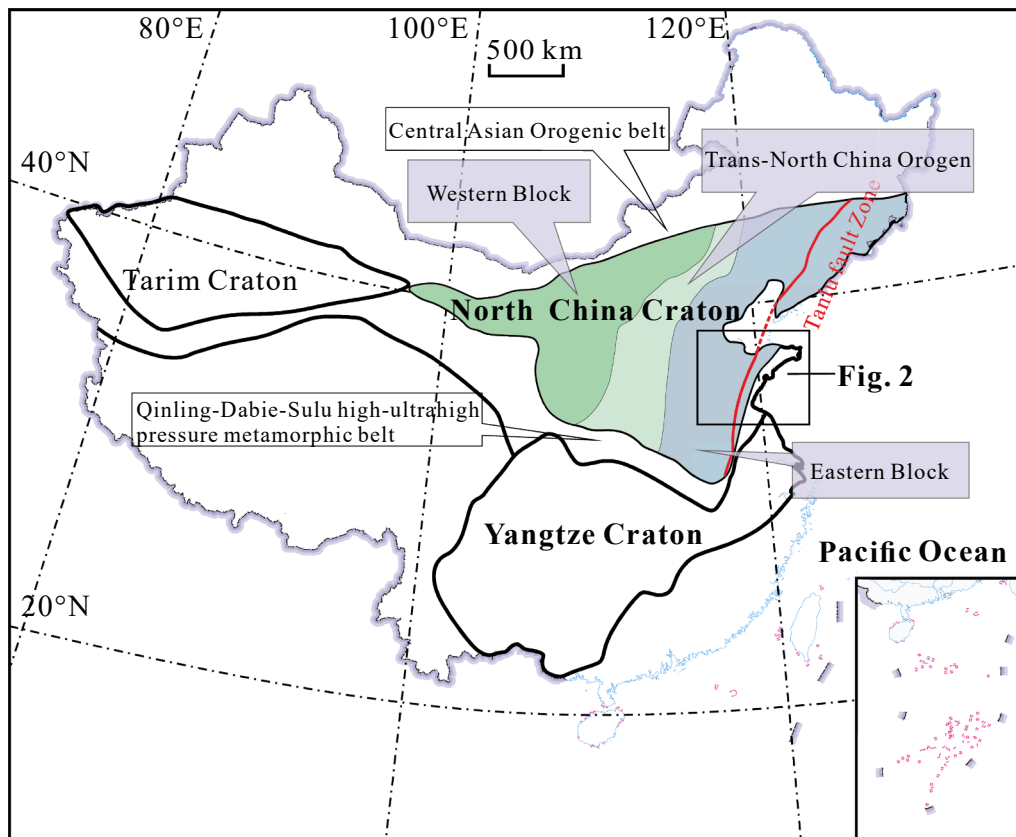 80°E
100°E
120°E
500 km
Central Asian Orogenic belt
Trans-North China Orogen
40°N
Western Block
Tarim Craton
North China Craton
Tanlu fault Zone
Fig. 2
Qinling-Dabie-Sulu high-ultrahigh
pressure metamorphic belt
Eastern Block
Yangtze Craton
Pacific Ocean
20°N